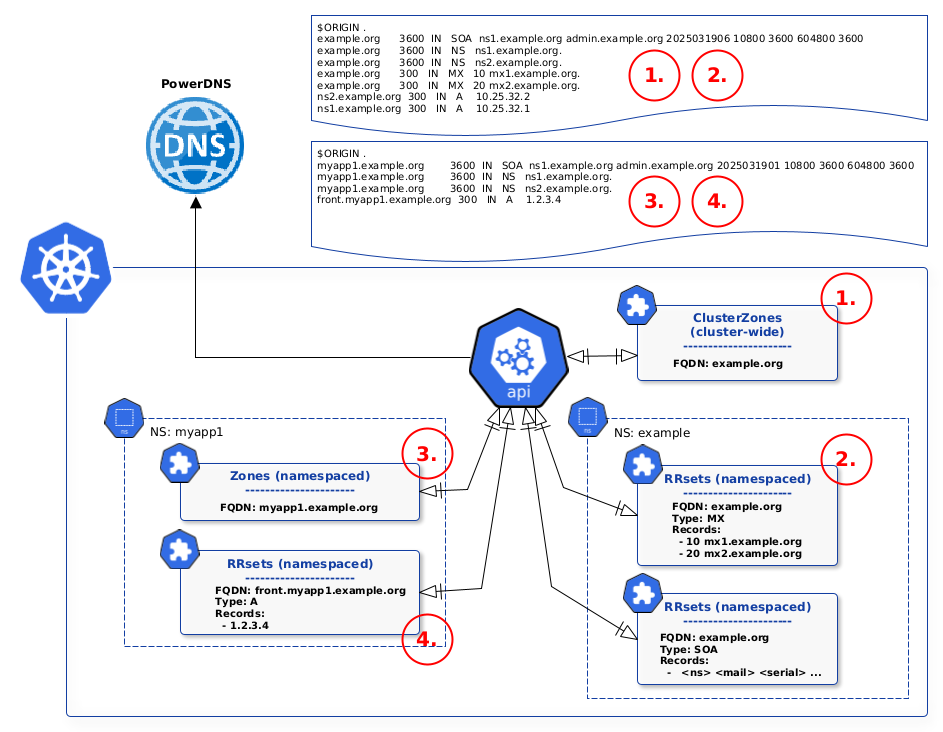 $ORIGIN .
example.org 3600 IN SOA ns1.example.org admin.example.org 2025031906 10800 3600 604800 3600
example.org 3600 IN NS ns1.example.org.
example.org 3600 IN NS ns2.example.org.
example.org 300 IN MX 10 mx1.example.org.
example.org 300 IN MX 20 mx2.example.org.
ns2.example.org 300 IN A 10.25.32.2
ns1.example.org 300 IN A 10.25.32.1
1.
2.
PowerDNS
DNS
$ORIGIN .
myapp1.example.org 3600 IN SOA ns1.example.org admin.example.org 2025031901 10800 3600 604800 3600
myapp1.example.org 3600 IN NS ns1.example.org.
myapp1.example.org 3600 IN NS ns2.example.org.
front.myapp1.example.org 300 IN A 1.2.3.4
3.
4.
1.
ClusterZones
(cluster-wide)
----------------------
FQDN: example.org
api
ns
NS: myapp1
3.
Zones (namespaced)
----------------------
FQDN: myapp1.example.org
RRsets (namespaced)
----------------------
FQDN: front.myapp1.example.org
Type: A
Records:
- 1.2.3.4
4.
ns
NS: example
2.
RRsets (namespaced)
----------------------
FQDN: example.org
Type: MX
Records:
- 10 mx1.example.org
- 20 mx2.example.org
RRsets (namespaced)
----------------------
FQDN: example.org
Type: SOA
Records:
- <ns> <mail> <serial> ...